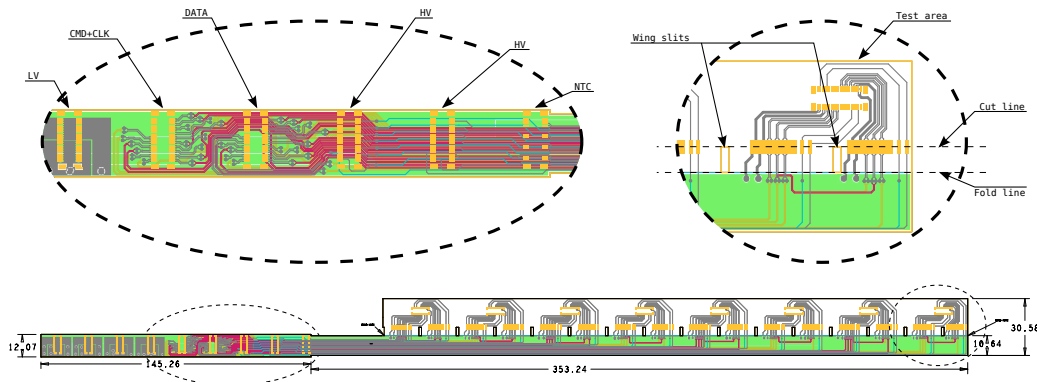 DATA
HV
Test area
CMD+CLK
Wing slits
HV
LV
NTC
Cut line
Fold line
30.58
12.07
10.64
145.26
353.24